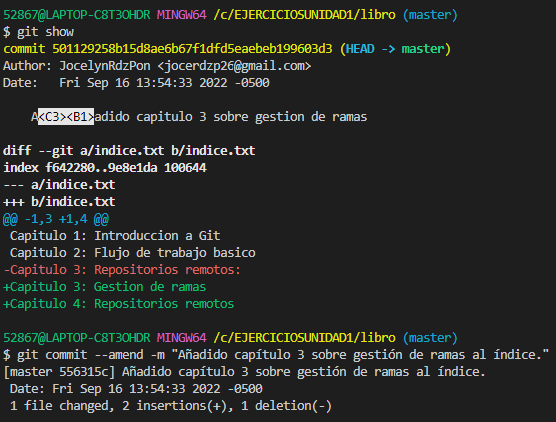 52867@LAPTOP-C8T3OHDR MINGW64 /c/EJERCICIOSUNIDAD1/libro (master)
$ git show
commit 501129258b15d8ae6b67f1dfd5eaebeb199603d3 (HEAD -> master)
Author: JocelynRdzPon <jocerdzp26@gmail.com>
Date:   Fri Sep 16 13:54:33 2022 -0500
    A<C3><B1>adido capitulo 3 sobre gestion de ramas
diff --git a/indice.txt b/indice.txt
index f642280..9e8e1da 100644
--- a/indice.txt
+++ b/indice.txt
@@ -1,3 +1,4 @@
 Capitulo 1: Introduccion a Git
 Capitulo 2: Flujo de trabajo basico
-Capitulo 3: Repositorios remotos:
+Capitulo 3: Gestion de ramas
+Capitulo 4: Repositorios remotos
52867@LAPTOP-C8T3OHDR MINGW64 /c/EJERCICIOSUNIDAD1/libro (master)
$ git commit --amend -m "Añadido capítulo 3 sobre gestión de ramas al índice."
[master 556315c] Añadido capítulo 3 sobre gestión de ramas al índice.
 Date: Fri Sep 16 13:54:33 2022 -0500
 1 file changed, 2 insertions(+), 1 deletion(-)